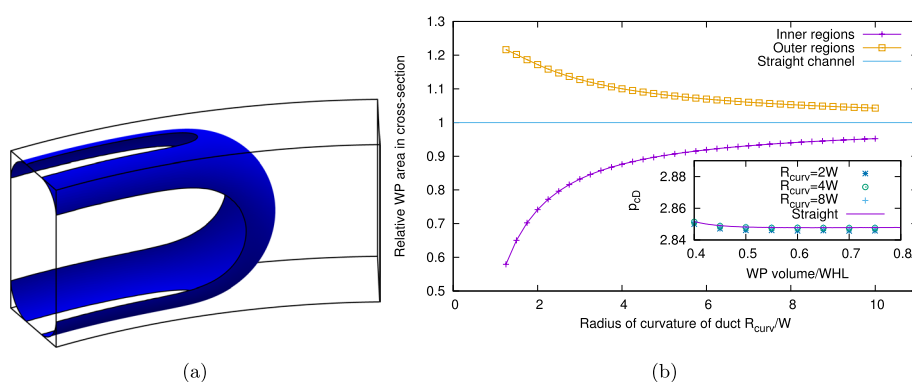 1.3
1.2
1.1
1
0.9
0.8
0.7
0.6
0.5
0
2
4
6
8
10
Relative WP area in cross-section
Radius of curvature of duct R_curv/W
Inner regions
Outer regions
Straight channel
2.88
2.86
2.84
p_cD
R_curv=2W
R_curv=4W
R_curv=8W
Straight
0.4
0.5
0.6
0.7
0.8
WP volume/WHL
(a)
(b)